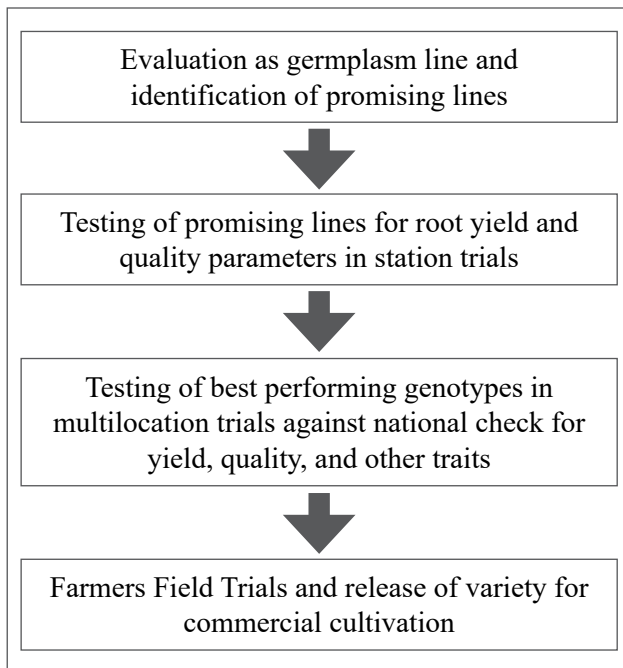 Evaluation as germplasm line and
identification of promising lines
Testing of promising lines for root yield and
quality parameters in station trials
Testing of best performing genotypes in
multilocation trials against national check for
yield, quality, and other traits
Farmers Field Trials and release of variety for
commercial cultivation